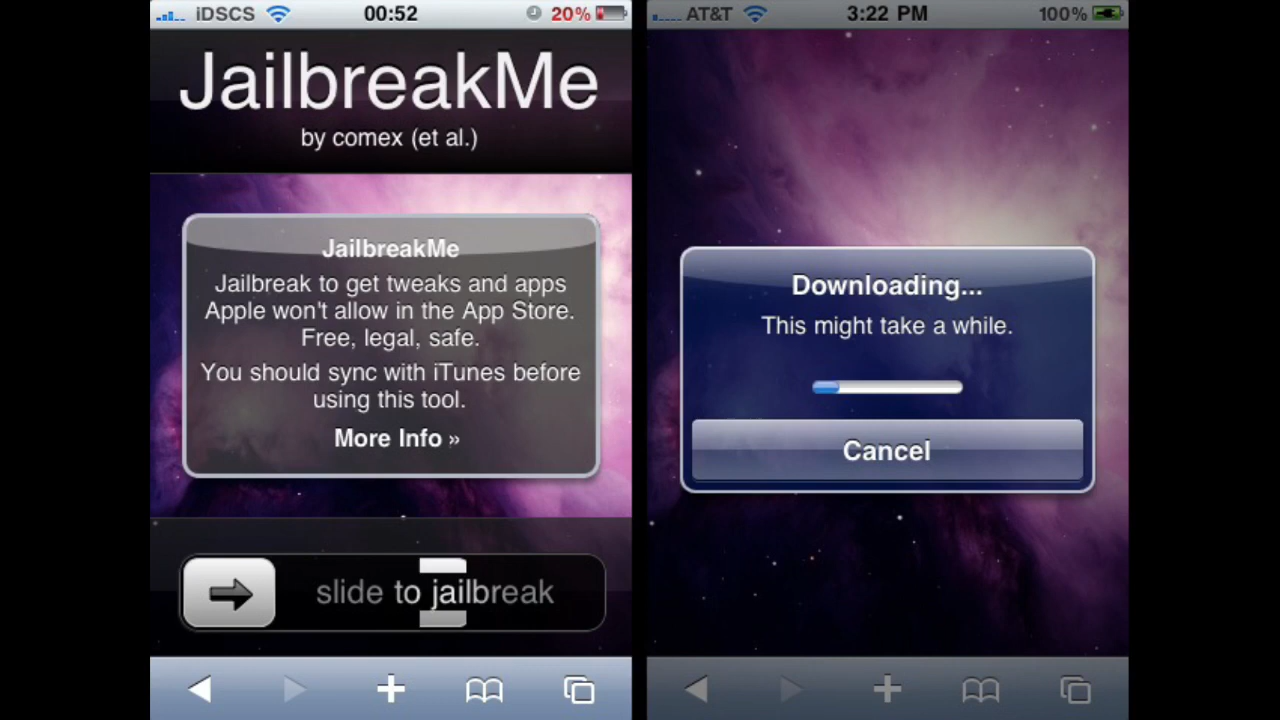 iDSCS 00:52 20%
JailbreakMe
by comex (et al.)
JailbreakMe
Jailbreak to get tweaks and apps
Apple won't allow in the App Store.
Free, legal, safe.
You should sync with iTunes before
using this tool.
More Info »
slide to jailbreak
AT&T 3:22 PM 100%
Downloading...
This might take a while.
Cancel